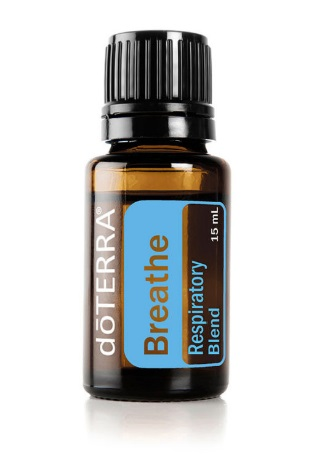 dōTERRA®
Breathe
Respiratory
Blend
15 mL